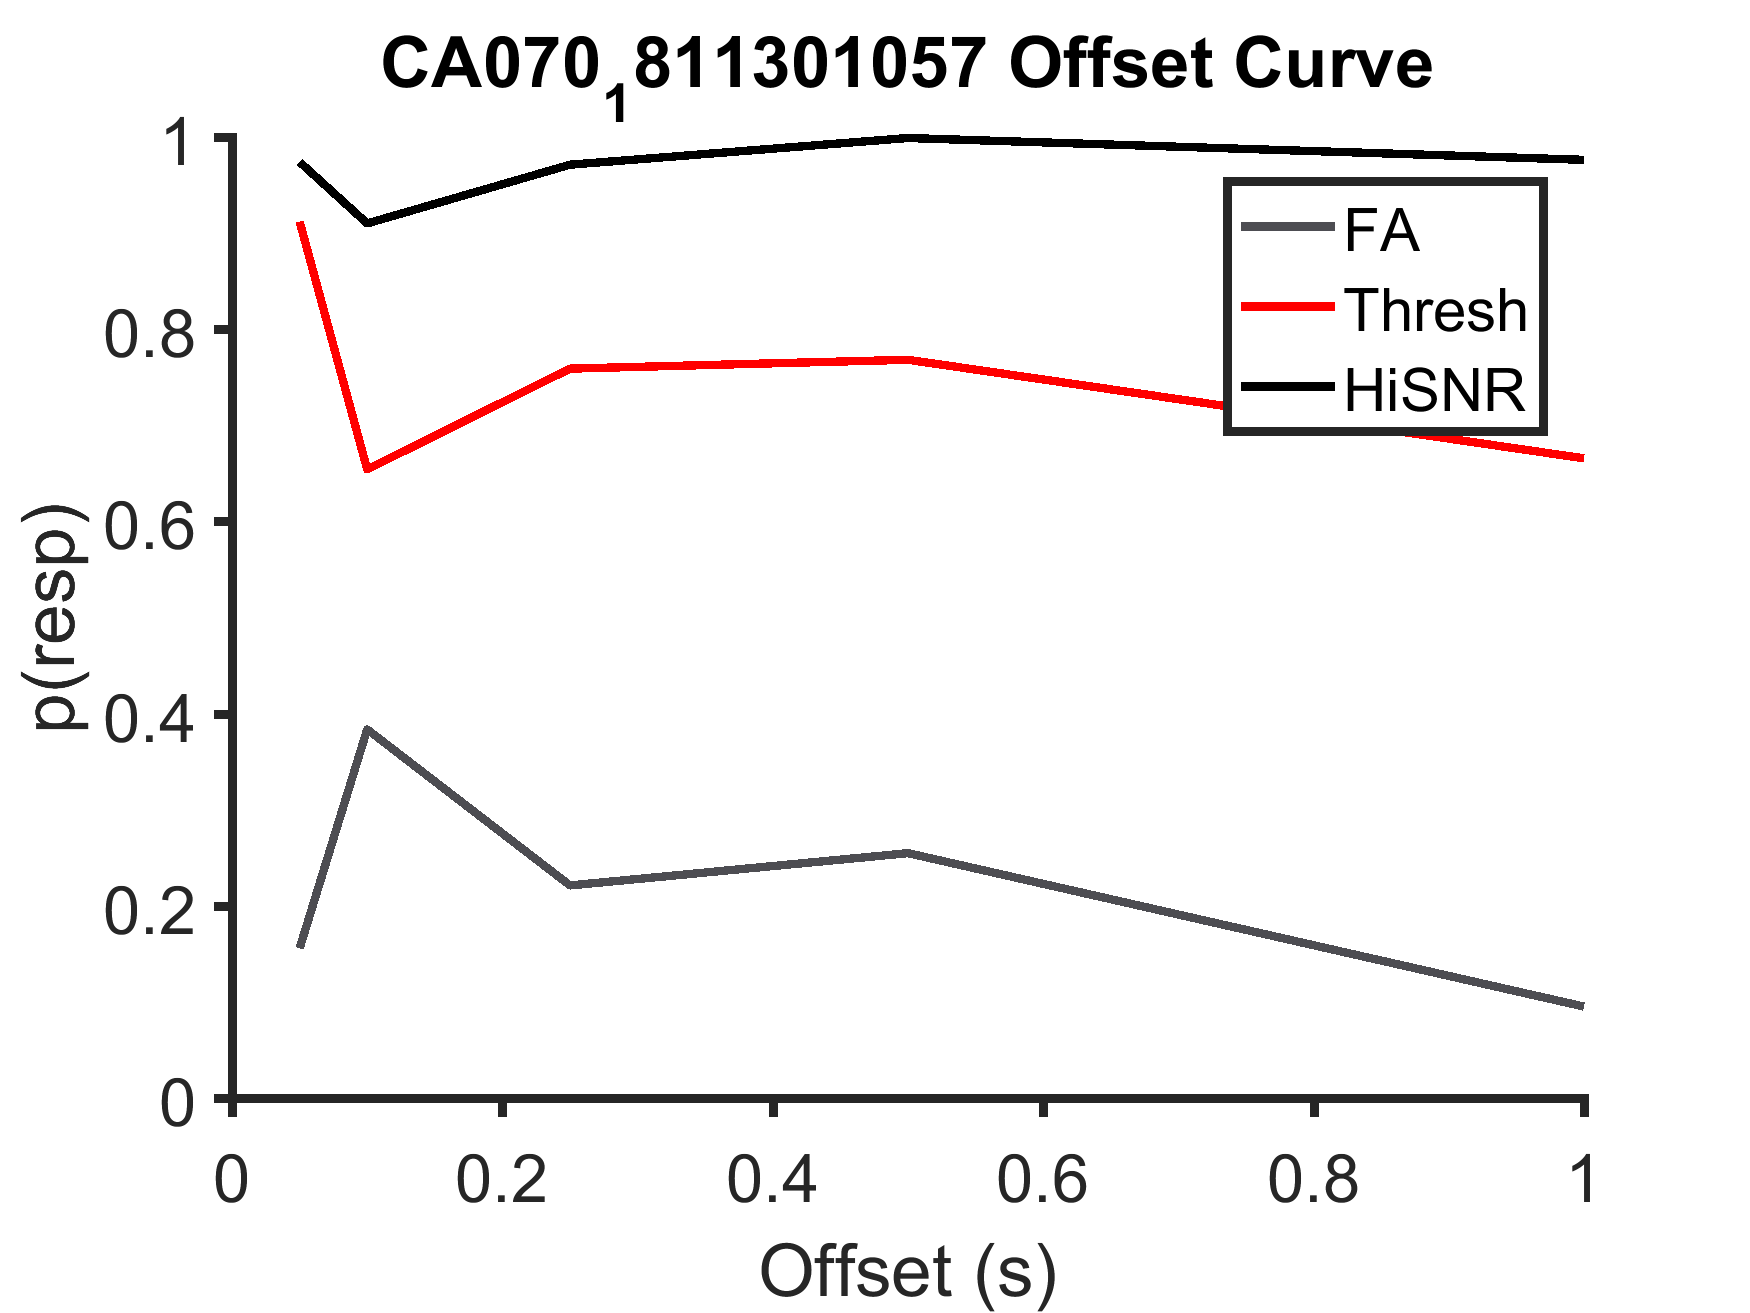 CA070₁811301057 Offset Curve
1
0.8
0.6
0.4
0.2
0
p(resp)
FA
Thresh
HiSNR
0 0.2 0.4 0.6 0.8 1
Offset (s)